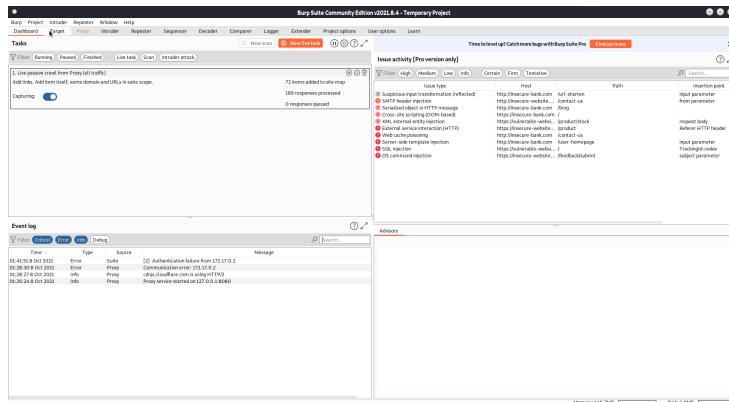 Burp Suite Community Edition v2021.8.4 - Temporary Project
Burp Project Intruder Repeater Window Help
Dashboard Target Proxy Intruder Repeater Sequencer Decoder Comparer Logger Extender Project options User options Learn
Tasks
New scan New live task
Filter Running Paused Finished Live task Scan Intruder attack
1. Live passive crawl from Proxy (all traffic)
Add links. Add item itself, same domain and URLs in suite scope. 72 items added to site map
Capturing: 189 responses processed
0 responses queued
Time to level up? Catch more bugs with Burp Suite Pro Find out more
Issue activity [Pro version only]
Filter High Medium Low Info Certain Firm Tentative Search...
Issue type Host Path Insertion point
Suspicious input transformation (reflected) http://insecure-bank.com /url-shorten input parameter
SMTP header injection http://insecure-website.... /contact-us from parameter
Serialized object in HTTP message http://insecure-bank.com /blog
Cross-site scripting (DOM-based) https://insecure-bank.com /
XML external entity injection https://vulnerable-websi... /product/stock request body
External service interaction (HTTP) https://insecure-website.... /product Referer HTTP header
Web cache poisoning http://insecure-bank.com /contact-us
Server-side template injection http://insecure-bank.com /user-homepage input parameter
SQL injection https://vulnerable-websi... / TrackingId cookie
OS command injection https://insecure-website.... /feedback/submit subject parameter
Event log
Filter Critical Error Info Debug Search...
Time Type Source Message
01:41:51 8 Oct 2021 Error Suite [2] Authentication failure from 172.17.0.2
01:28:30 8 Oct 2021 Error Proxy Communication error: 172.17.0.2
01:28:27 8 Oct 2021 Info Proxy cdnjs.cloudflare.com is using HTTP/2
01:26:24 8 Oct 2021 Info Proxy Proxy service started on 127.0.0.1:8080
Advisory